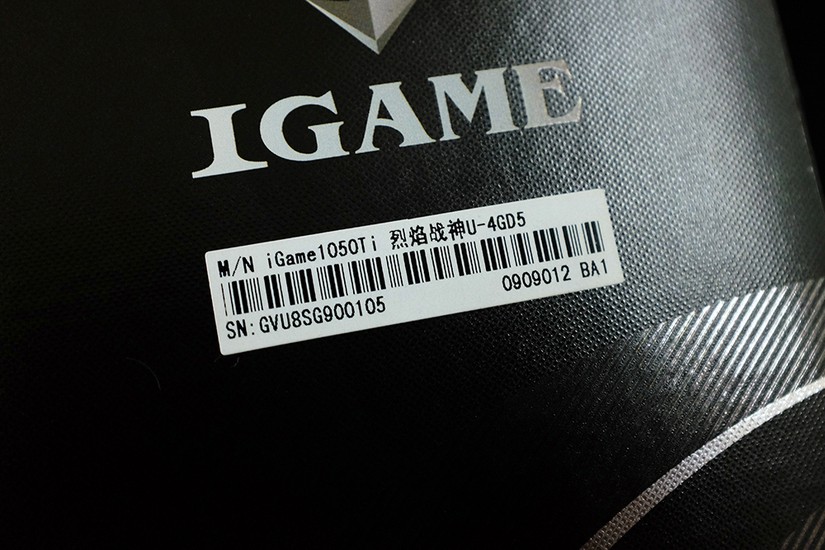 IGAME
M/N iGame1050Ti 烈焰战神U-4GD5
SN:GVU8SG900105
0909012 BA1